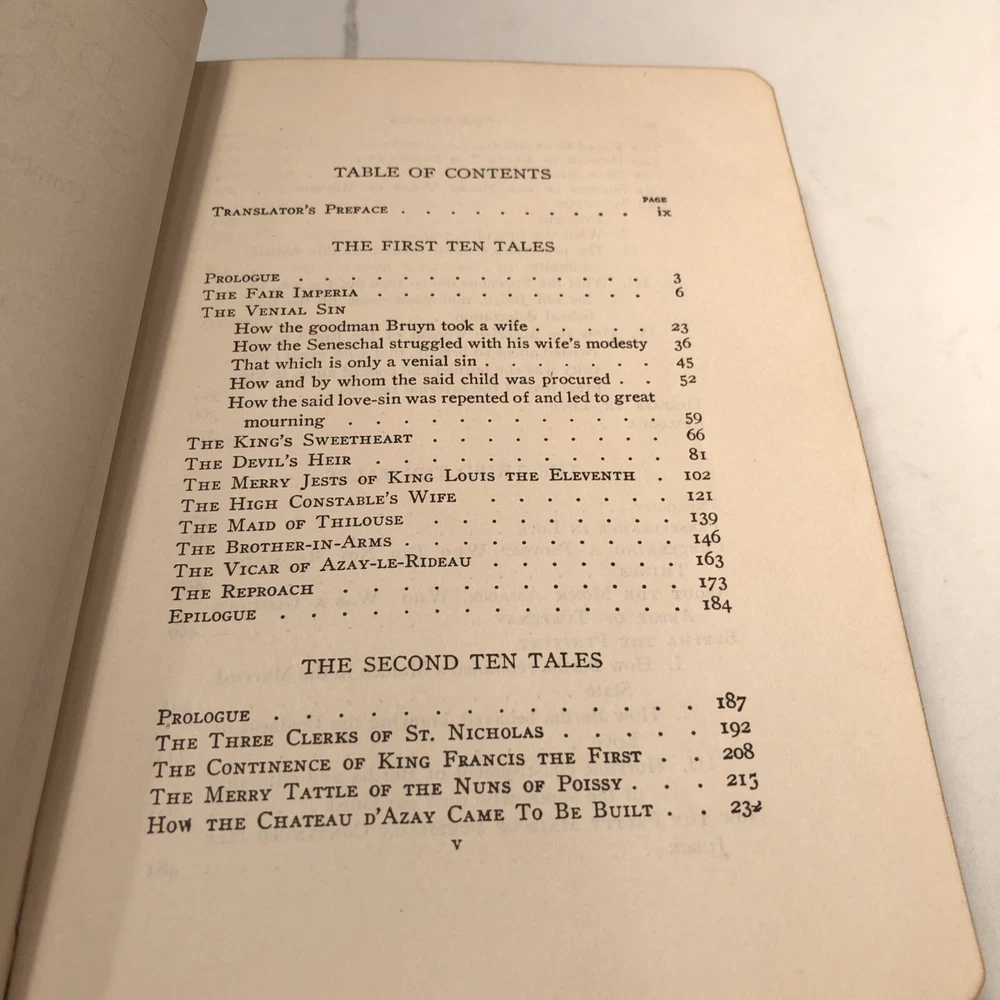 TABLE OF CONTENTS
PAGE
TRANSLATOR'S PREFACE . . . . . . . . . . ix
THE FIRST TEN TALES
PROLOGUE . . . . . . . . . . . . . 3
THE FAIR IMPERIA . . . . . . . . . . . 6
THE VENIAL SIN
How the goodman Bruyn took a wife . . . . . 23
How the Seneschal struggled with his wife's modesty 36
That which is only a venial sin . . . . . . . 45
How and by whom the said child was procured . . 52
How the said love-sin was repented of and led to great
mourning . . . . . . . . . . . . 59
THE KING'S SWEETHEART . . . . . . . . . 66
THE DEVIL'S HEIR . . . . . . . . . . . 81
THE MERRY JESTS OF KING LOUIS THE ELEVENTH . 102
THE HIGH CONSTABLE'S WIFE . . . . . . . 121
THE MAID OF THILOUSE . . . . . . . . . 139
THE BROTHER-IN-ARMS . . . . . . . . . . 146
THE VICAR OF AZAY-LE-RIDEAU . . . . . . . 163
THE REPROACH . . . . . . . . . . . . 173
EPILOGUE . . . . . . . . . . . . . . 184
THE SECOND TEN TALES
PROLOGUE . . . . . . . . . . . . . . 187
THE THREE CLERKS OF ST. NICHOLAS . . . . . 192
THE CONTINENCE OF KING FRANCIS THE FIRST . . 208
THE MERRY TATTLE OF THE NUNS OF POISSY . . . 215
HOW THE CHATEAU D'AZAY CAME TO BE BUILT . . 232
v